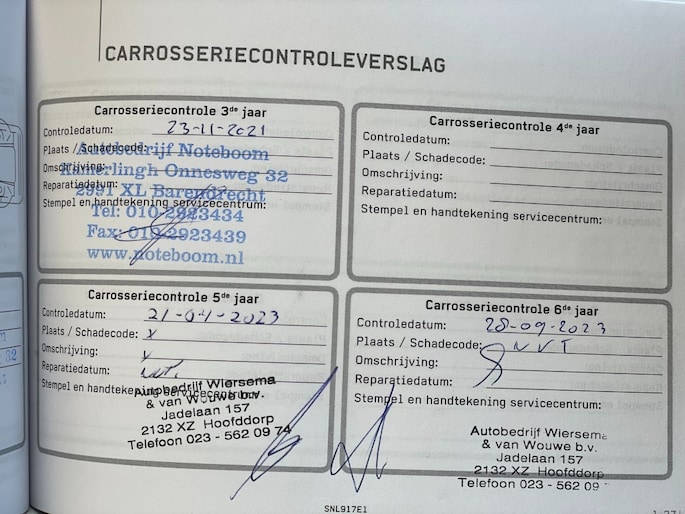 CARROSSERIECONTROLEVERSLAG
Carrosseriecontrole 3de jaar
Controledatum: 23-11-2021
Plaats / Schadecode:
Autobedrijf Noteboom
Omschrijving:
Kamerlingh Onnesweg 32
Reparatiedatum:
2991 XL Barendrecht
Stempel en handtekening servicecentrum:
Tel: 010-2923434
Fax: 010-2923439
www.noteboom.nl
Carrosseriecontrole 4de jaar
Controledatum:
Plaats / Schadecode:
Omschrijving:
Reparatiedatum:
Stempel en handtekening servicecentrum:
Carrosseriecontrole 5de jaar
Controledatum: 21-04-2023
Plaats / Schadecode:
Omschrijving:
Reparatiedatum:
Stempel en handtekening servicecentrum:
Autobedrijf Wiersema
& van Wouwe b.v.
Jadelaan 157
2132 XZ Hoofddorp
Telefoon 023 - 562 09 74
Carrosseriecontrole 6de jaar
Controledatum: 28-09-2023
Plaats / Schadecode: NVT
Omschrijving:
Reparatiedatum:
Stempel en handtekening servicecentrum:
Autobedrijf Wiersema
& van Wouwe b.v.
Jadelaan 157
2132 XZ Hoofddorp
Telefoon 023 - 562 09
SNL917E1